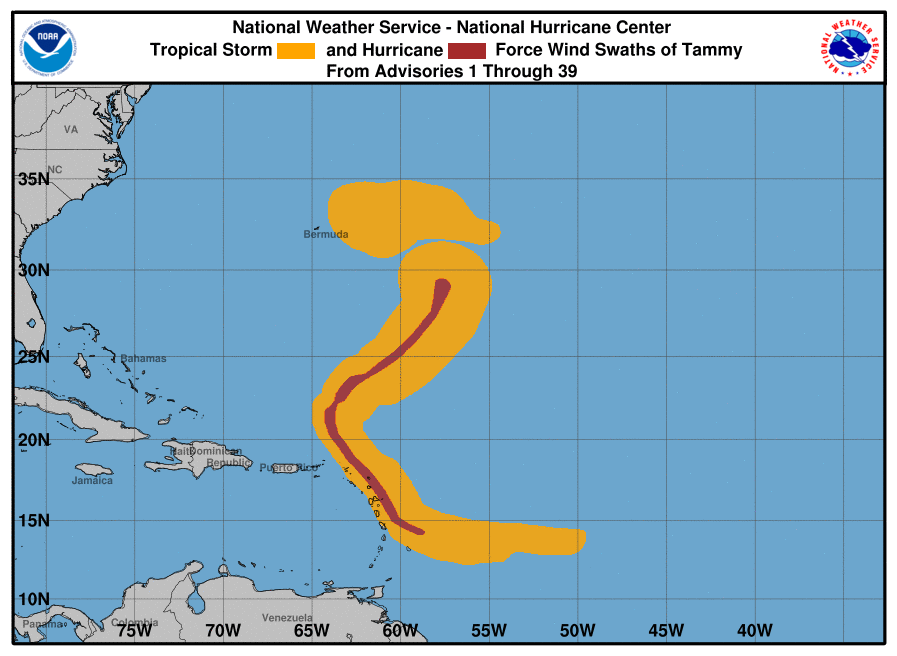 National Weather Service - National Hurricane Center
Tropical Storm and Hurricane Force Wind Swaths of Tammy
From Advisories 1 Through 39
NOAA
NATIONAL WEATHER SERVICE
VA
NC
35N
Bermuda
30N
25N
Bahamas
20N
Haiti
Dominican
Republic
Puerto Rico
Jamaica
15N
10N
Panama
Colombia
Venezuela
75W 70W 65W 60W 55W 50W 45W 40W